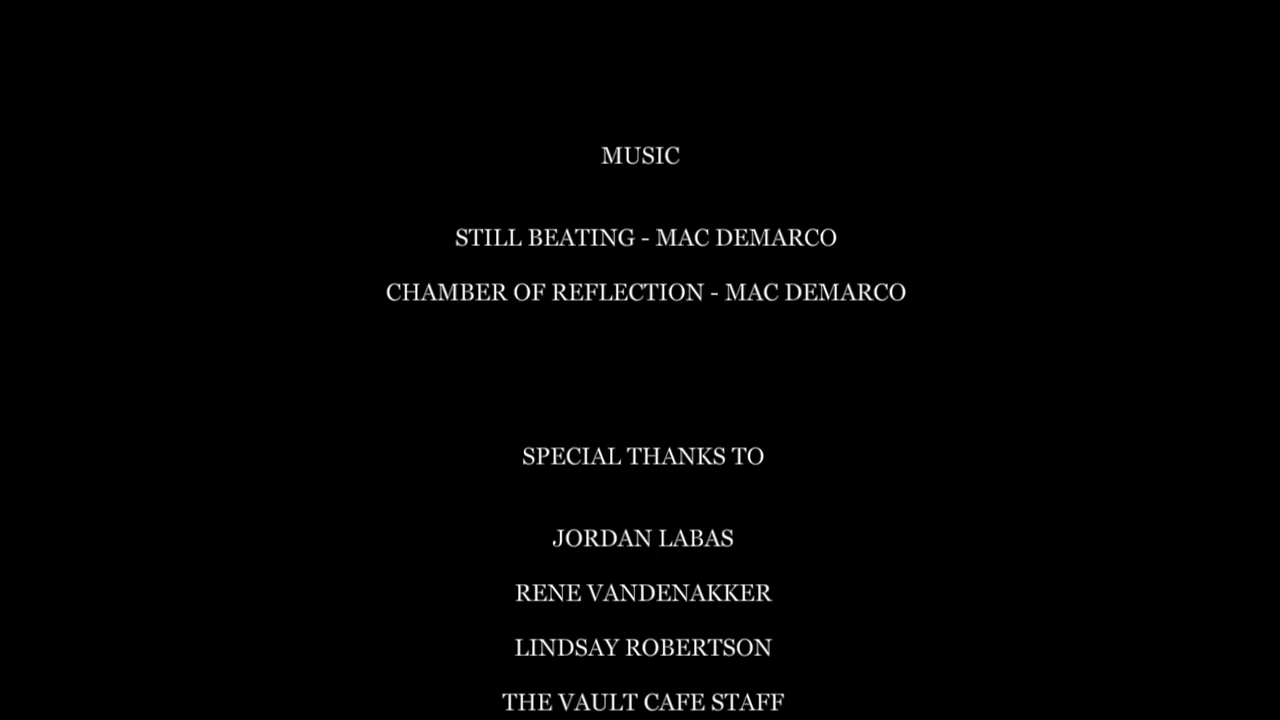 MUSIC
STILL BEATING - MAC DEMARCO
CHAMBER OF REFLECTION - MAC DEMARCO
SPECIAL THANKS TO
JORDAN LABAS
RENE VANDENAKKER
LINDSAY ROBERTSON
THE VAULT CAFE STAFF